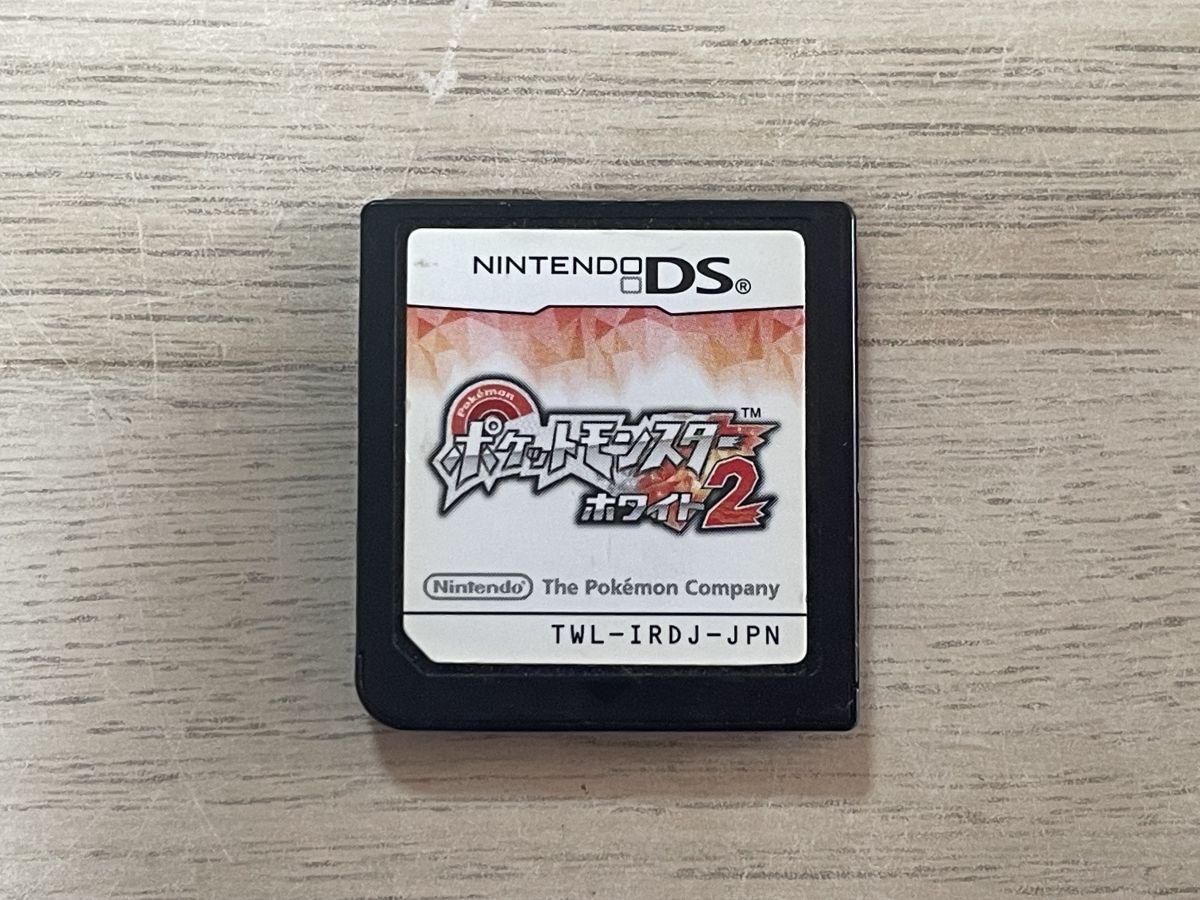 NINTENDO DS®
Pokémon
ポケットモンスター™
ホワイト2
Nintendo® The Pokémon Company
TWL-IRDJ-JPN